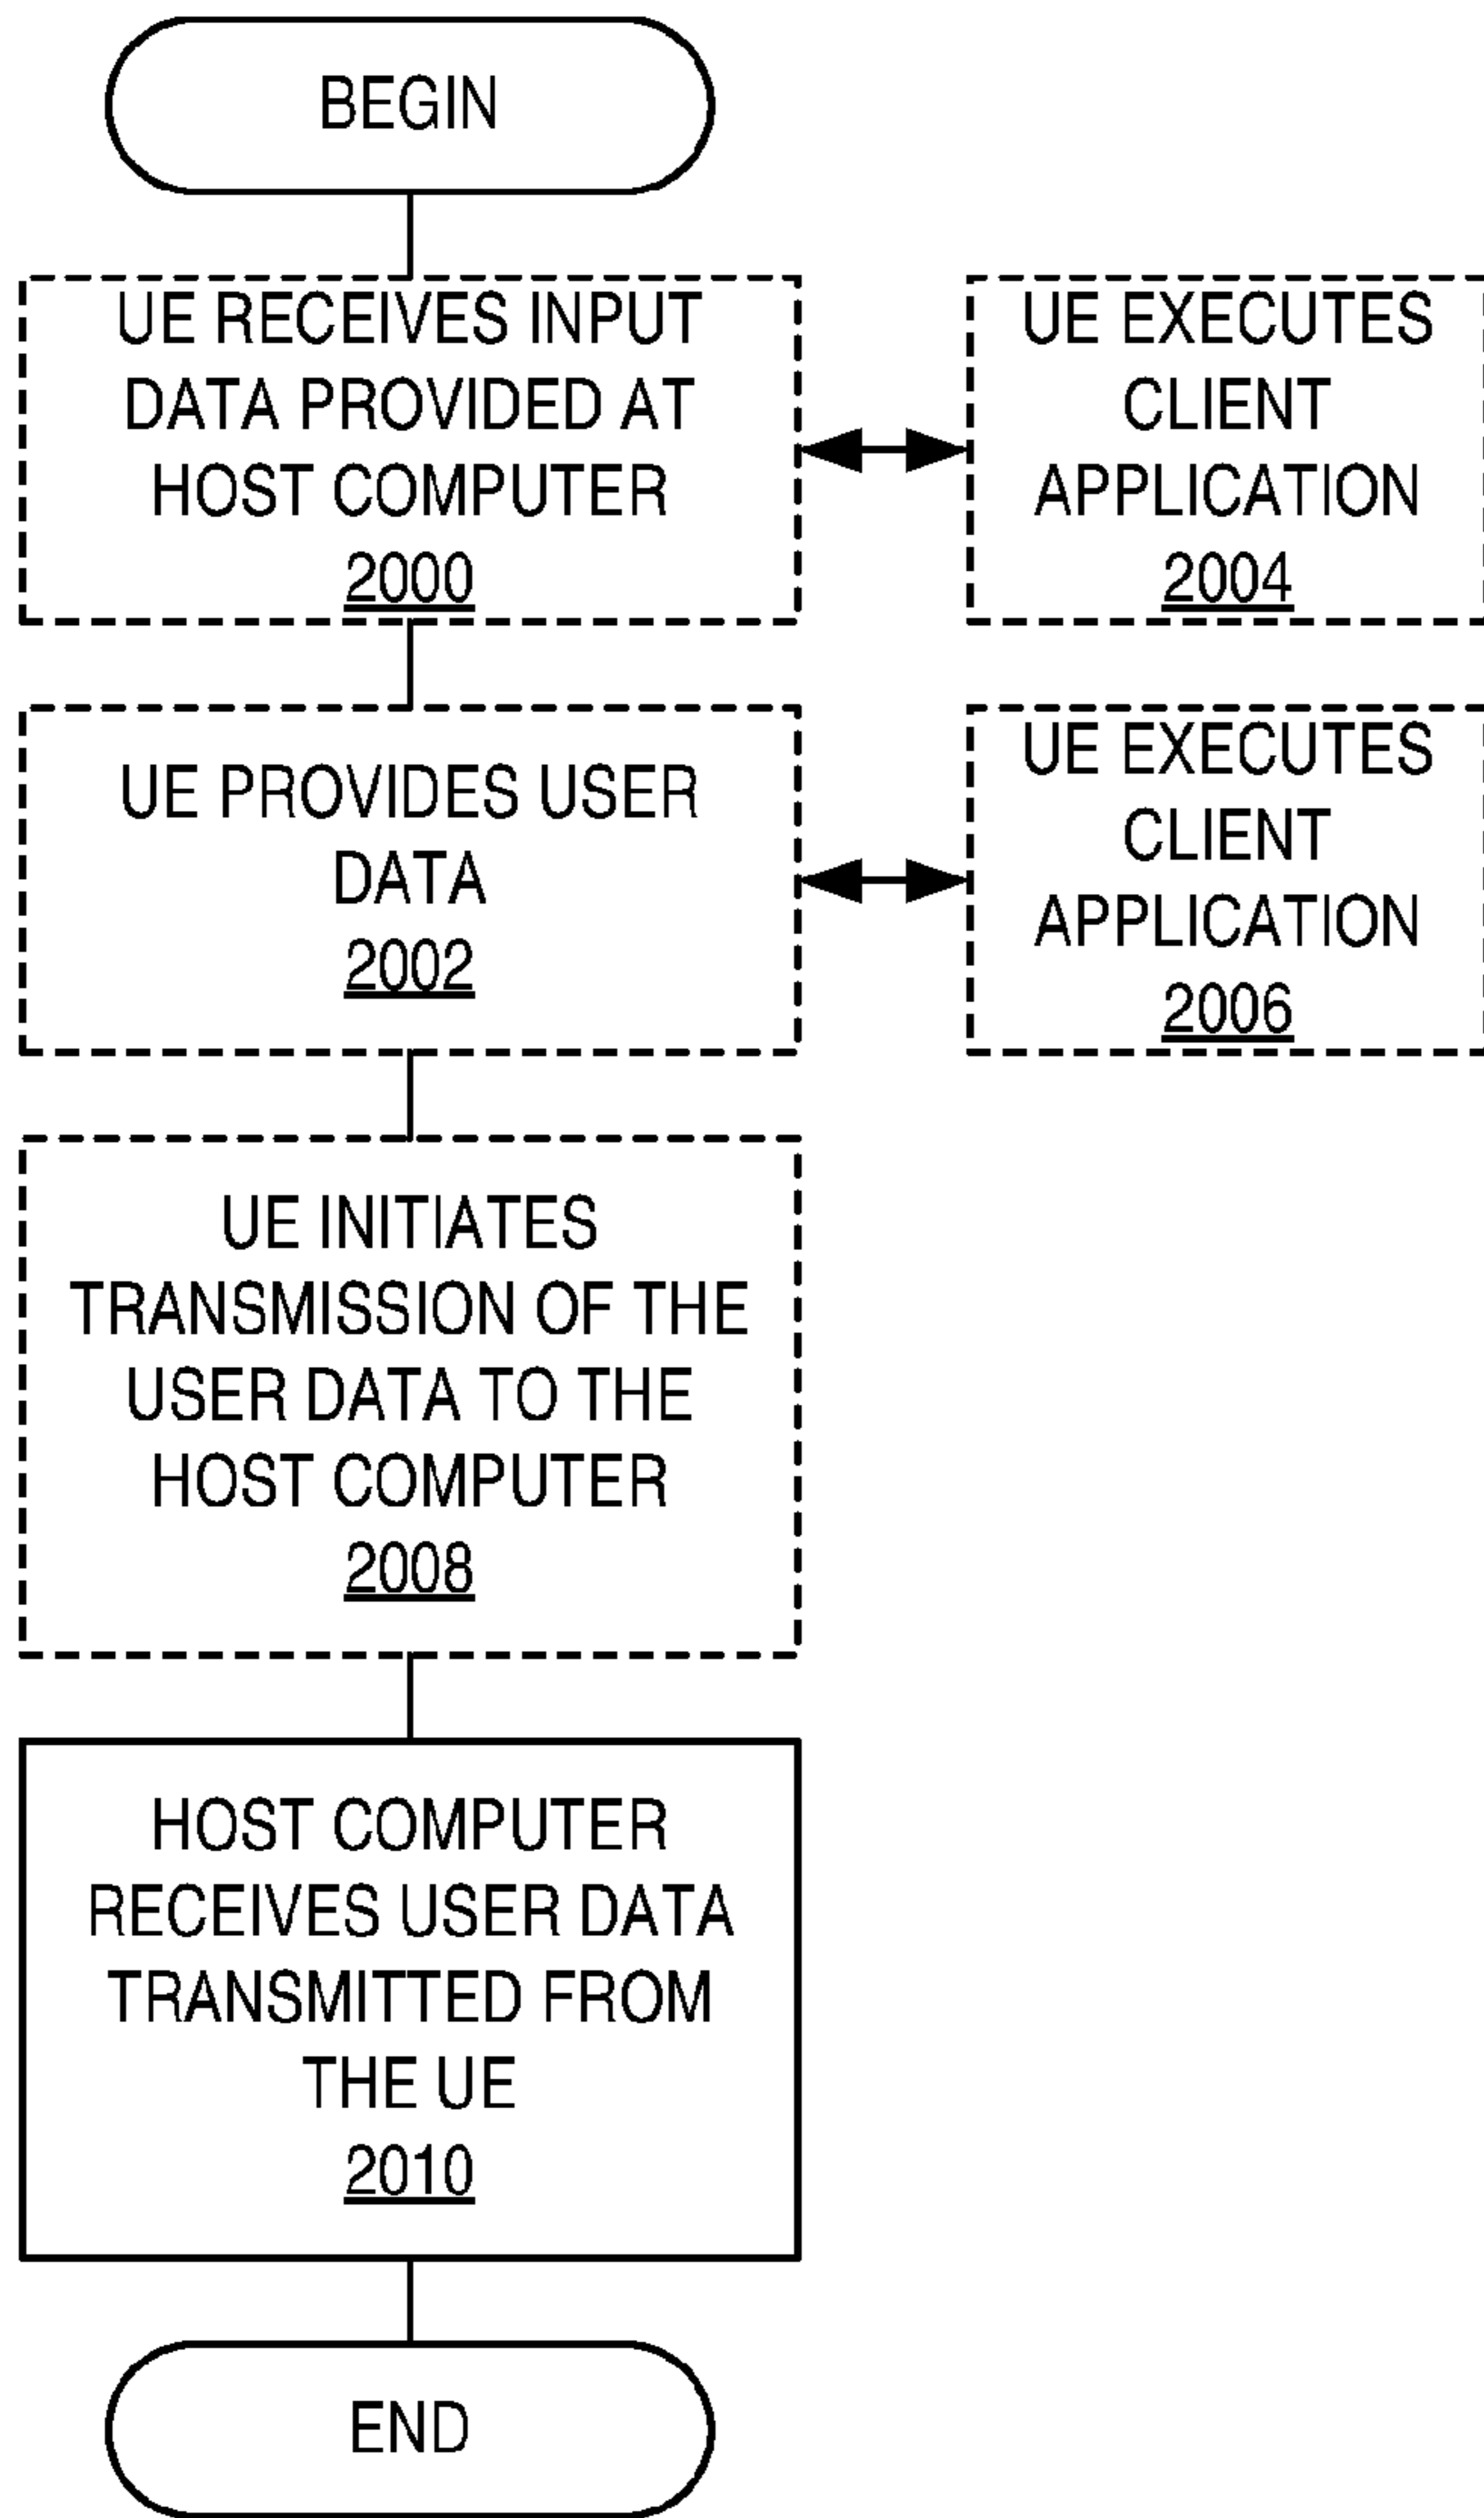 BEGIN
UE RECEIVES INPUT
DATA PROVIDED AT
HOST COMPUTER
2000
UE EXECUTES
CLIENT
APPLICATION
2004
UE PROVIDES USER
DATA
2002
UE EXECUTES
CLIENT
APPLICATION
2006
UE INITIATES
TRANSMISSION OF THE
USER DATA TO THE
HOST COMPUTER
2008
HOST COMPUTER
RECEIVES USER DATA
TRANSMITTED FROM
THE UE
2010
END